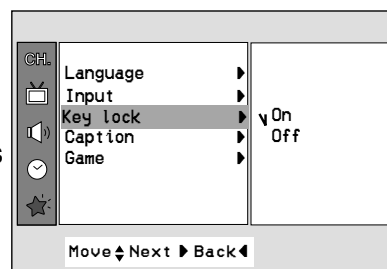 CH.
Language
Input
Key lock
Caption
Game
On
Off
s
Move Next Back